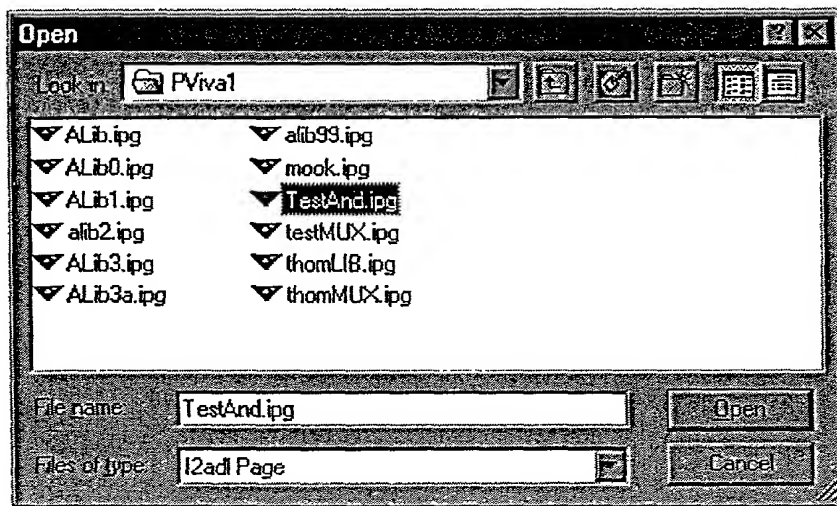 Open
Look in: PViva1
ALib.ipg
ALib0.ipg
ALib1.ipg
alib2.ipg
ALib3.ipg
ALib3a.ipg
alib99.ipg
mook.ipg
TestAnd.ipg
testMUX.ipg
thomLIB.ipg
thomMUX.ipg
File name: TestAnd.ipg Open
Files of type: I2adl Page Cancel